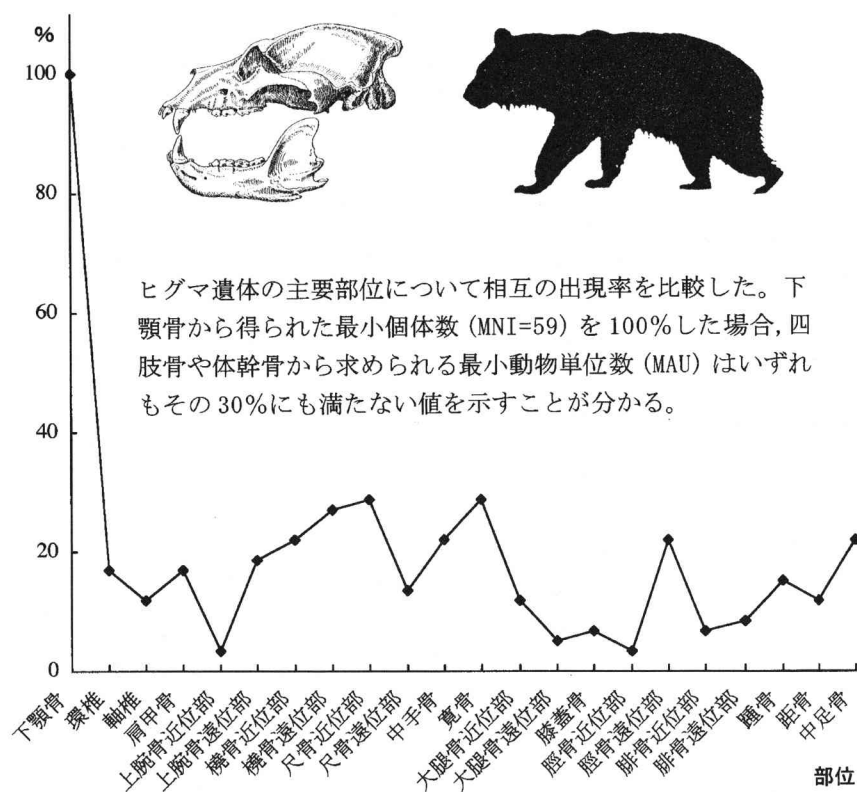 %
100
80
60
40
20
0
ヒグマ遺体の主要部位について相互の出現率を比較した。下
顎骨から得られた最小個体数(MNI=59)を100%した場合,四
肢骨や体幹骨から求められる最小動物単位数(MAU)はいずれ
もその30%にも満たない値を示すことが分かる。
下顎骨
環椎
軸椎
肩甲骨
上腕骨近位部
上腕骨遠位部
橈骨近位部
橈骨遠位部
尺骨近位部
尺骨遠位部
中手骨
寛骨
大腿骨近位部
大腿骨遠位部
膝蓋骨
脛骨近位部
脛骨遠位部
腓骨近位部
腓骨遠位部
踵骨
距骨
中足骨
部位